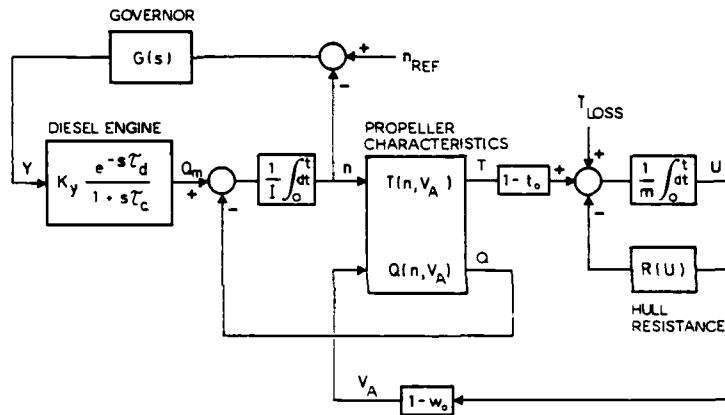 GOVERNOR
G(s)
+
n_REF
-
DIESEL ENGINE
Y
K_y e^{-sτ_d} / 1 + sτ_c
Q_m
+
-
1/I ∫_0^t dt
n
PROPELLER
CHARACTERISTICS
T(n,V_A)
Q(n,V_A)
T
Q
1-t_o
T_LOSS
+
+
-
1/m ∫_0^t dt
U
R(U)
HULL
RESISTANCE
V_A
1-w_o